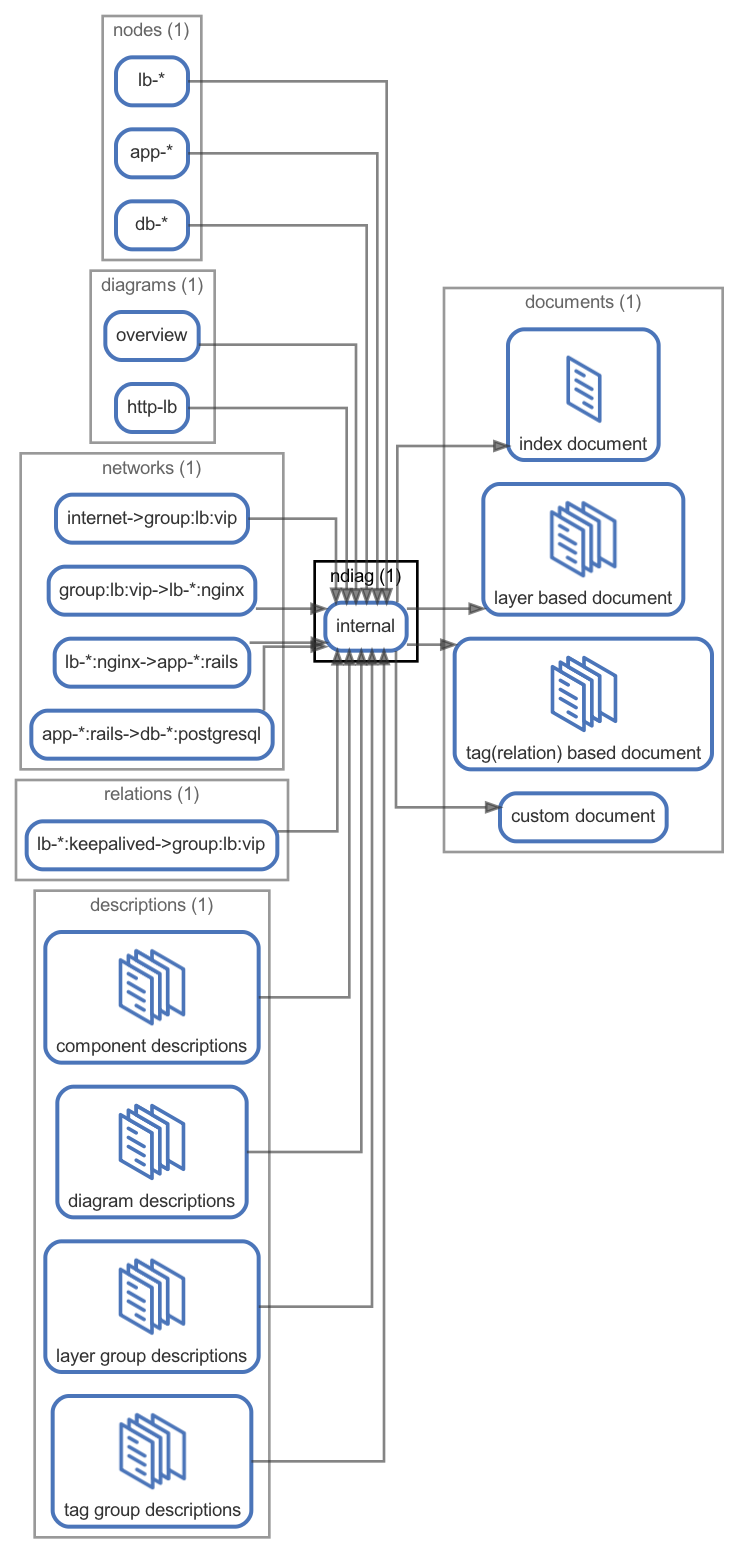 nodes (1)
lb-*
app-*
db-*
diagrams (1)
overview
http-lb
networks (1)
internet->group:lb:vip
group:lb:vip->lb-*:nginx
lb-*:nginx->app-*:rails
app-*:rails->db-*:postgresql
relations (1)
lb-*:keepalived->group:lb:vip
descriptions (1)
component descriptions
diagram descriptions
layer group descriptions
tag group descriptions
ndiag (1)
internal
documents (1)
index document
layer based document
tag(relation) based document
custom document